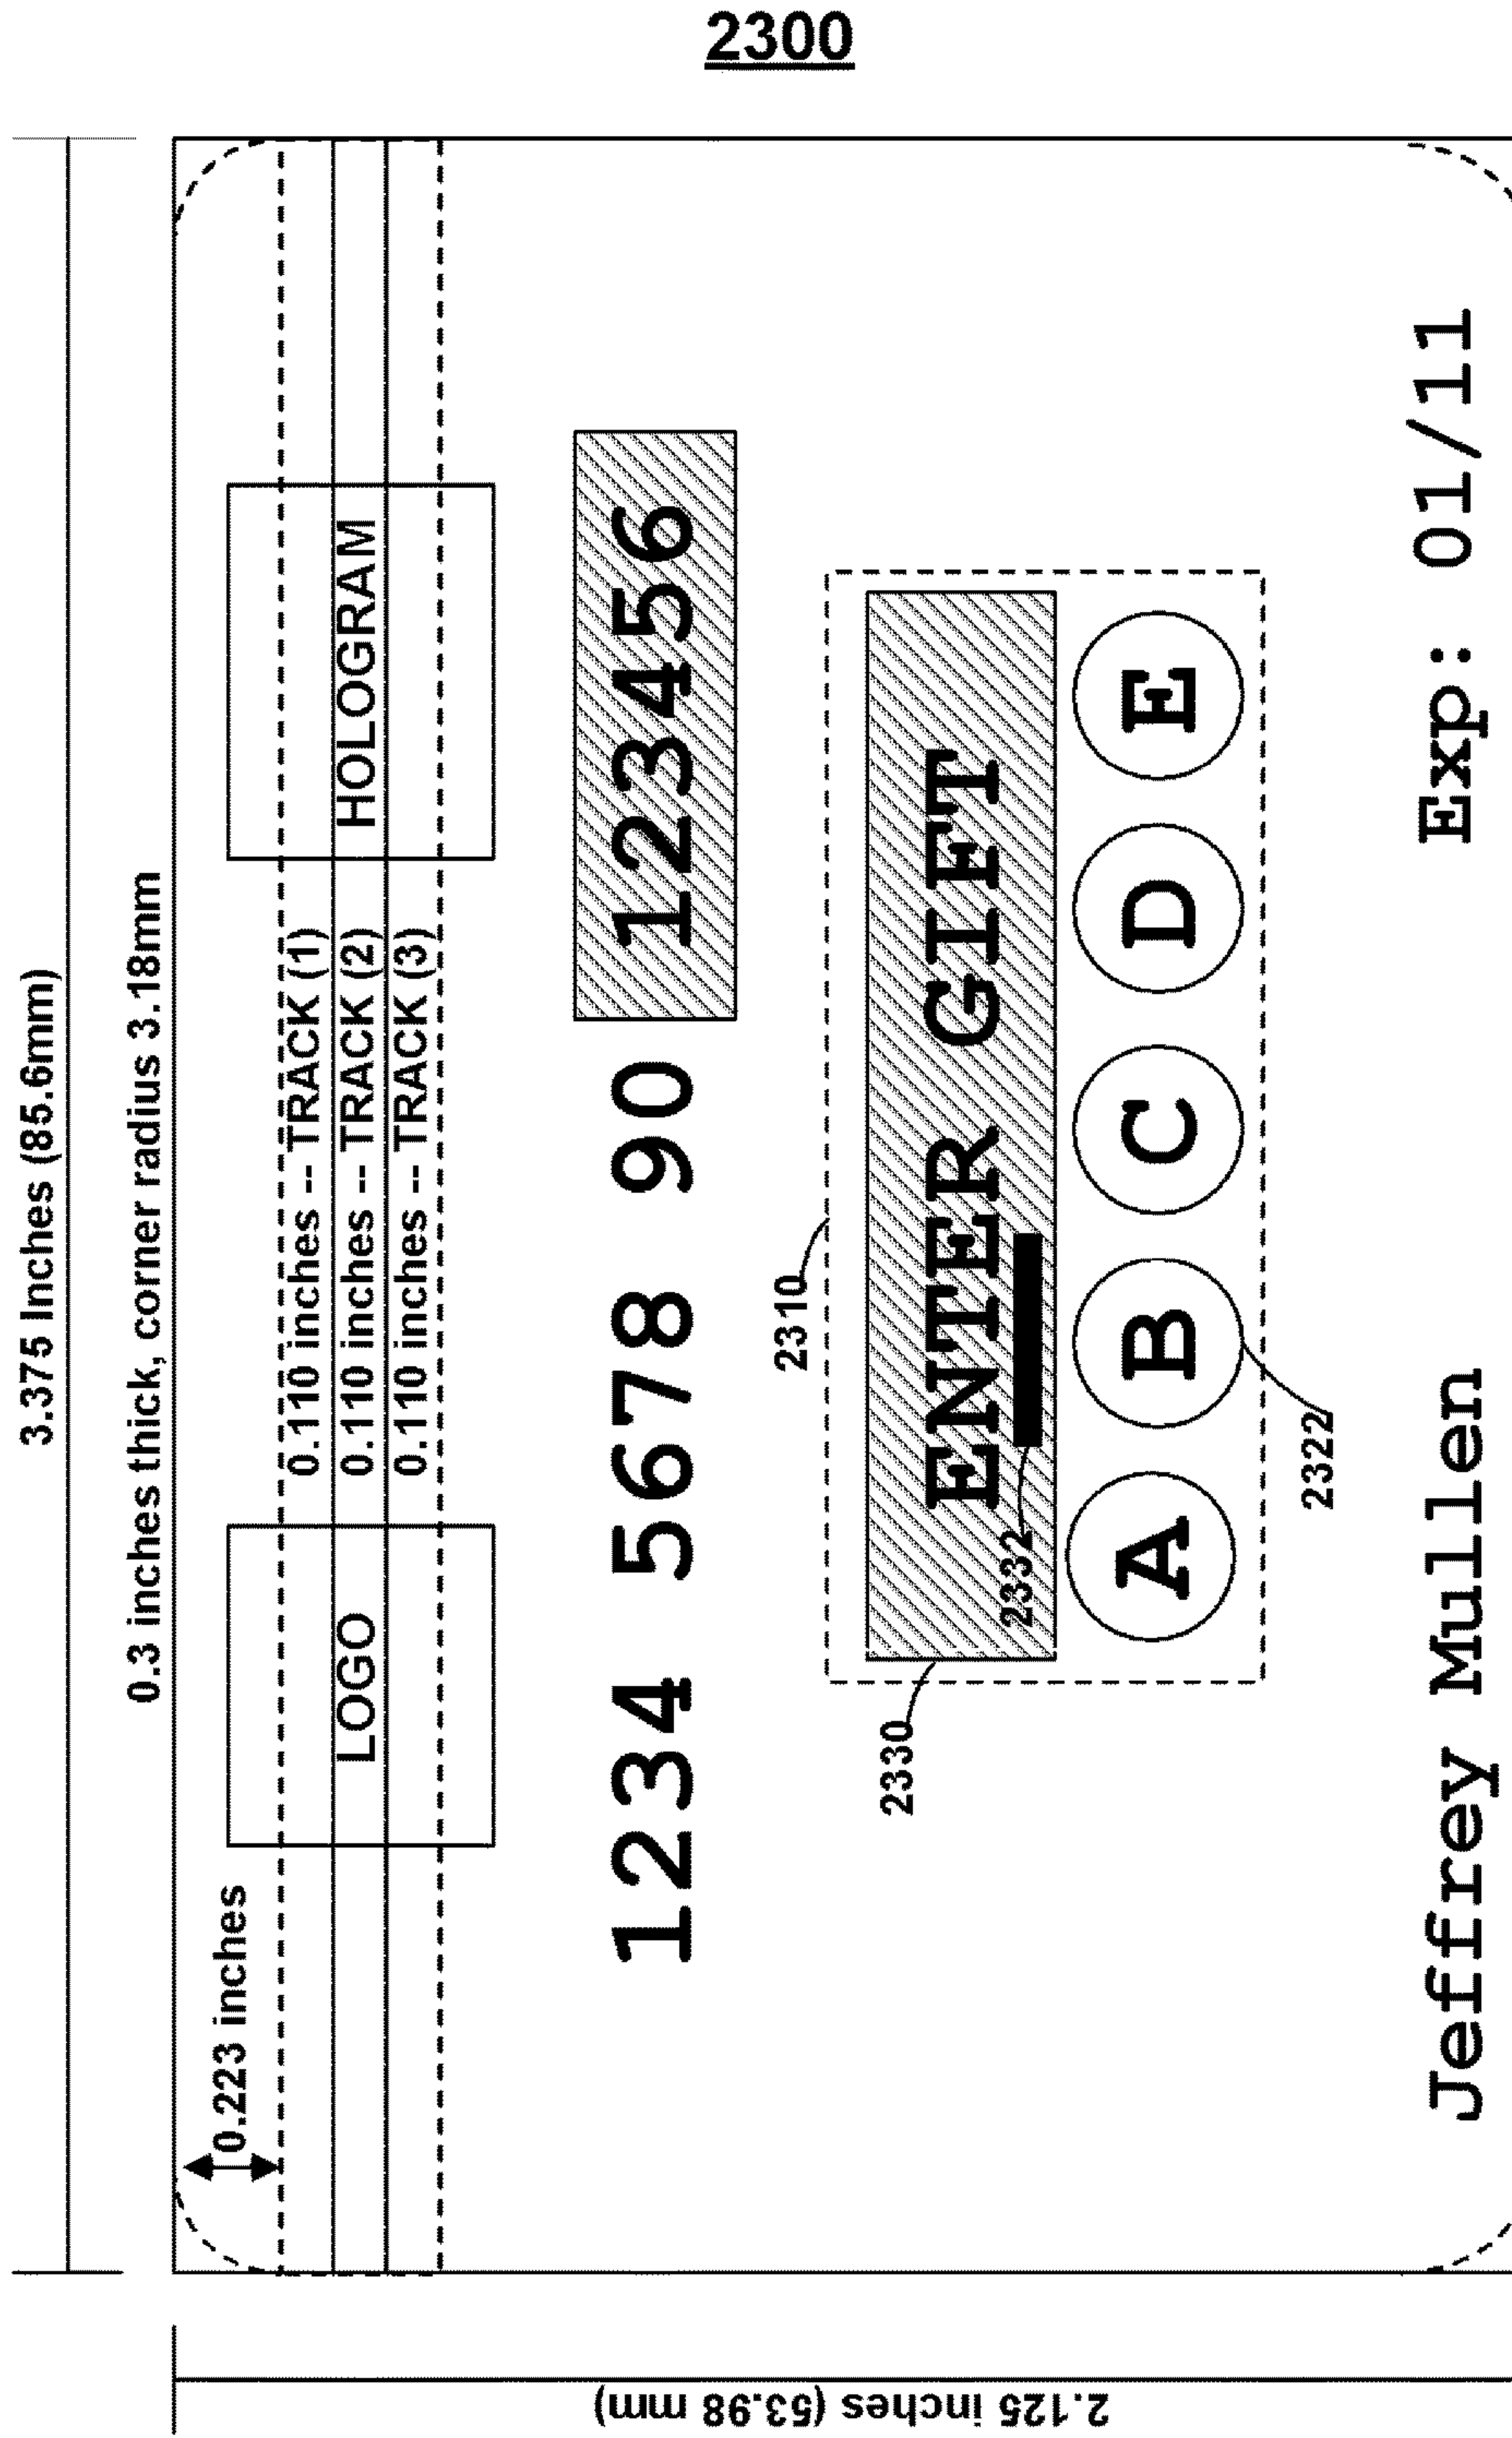 2300
3.375 Inches (85.6mm)
0.3 inches thick, corner radius 3.18mm
0.223 inches
LOGO
HOLOGRAM
0.110 inches -- TRACK (1)
0.110 inches -- TRACK (2)
0.110 inches -- TRACK (3)
2.125 inches (53.98 mm)
1234 5678 90 123456
2310
2330
ENTER GIFT
2332
A B C D E
2322
Jeffrey Mullen Exp: 01/11